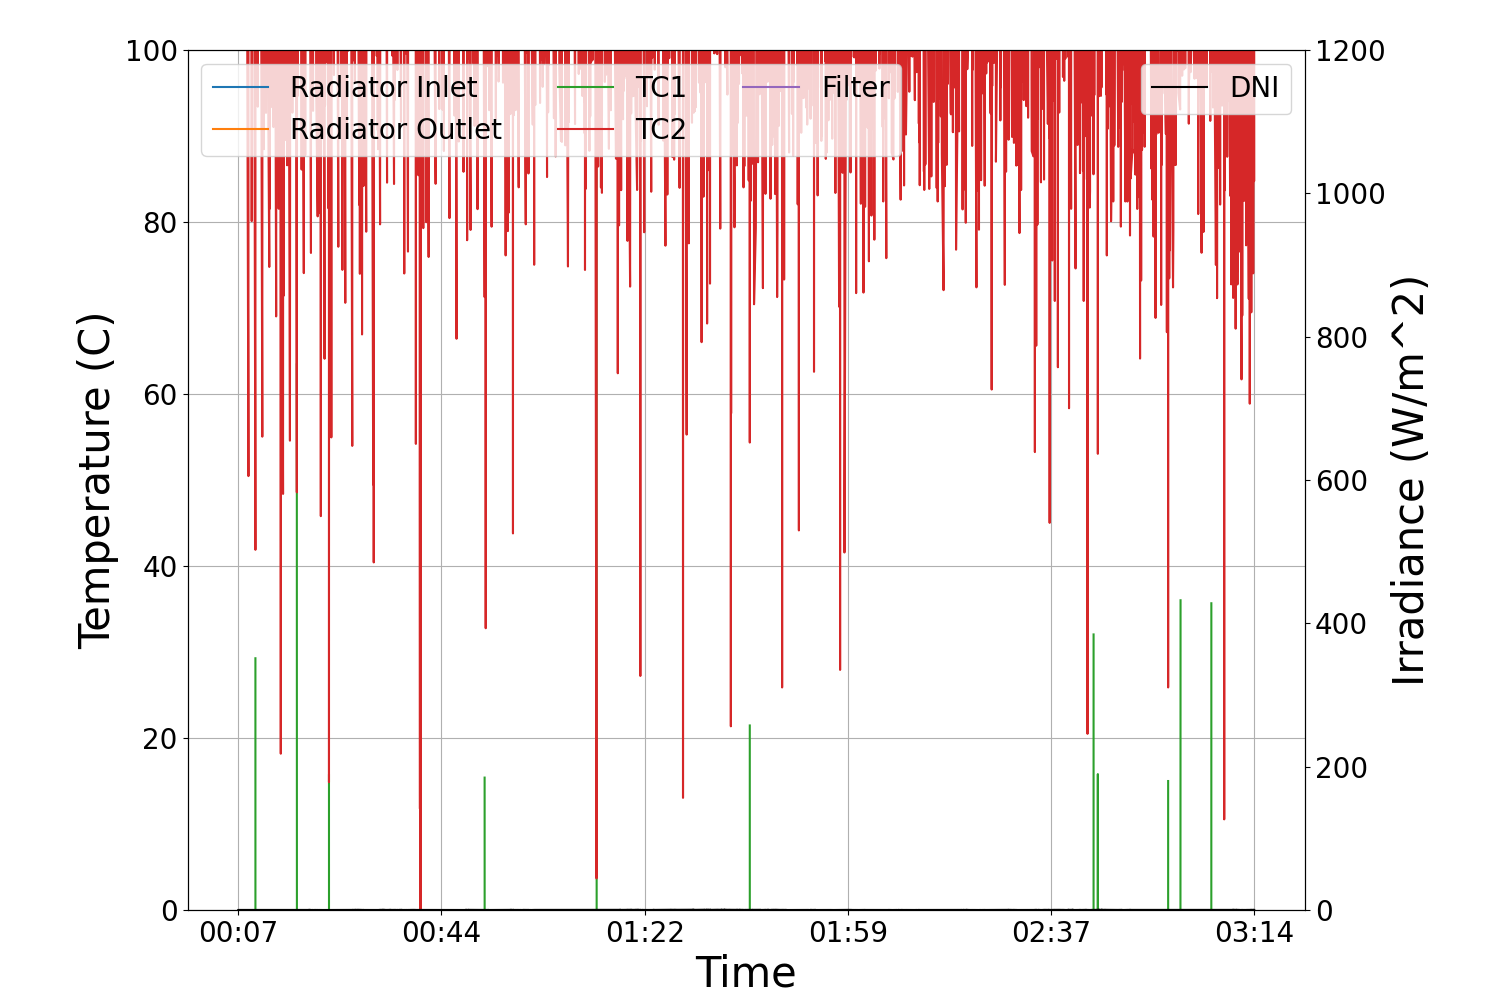 100
1200
Radiator Inlet
TC1
Filter
DNI
Radiator Outlet
TC2
80
1000
60
800
40
600
20
400
0
200
0
Temperature (C)
Irradiance (W/m^2)
00:07
00:44
01:22
01:59
02:37
03:14
Time